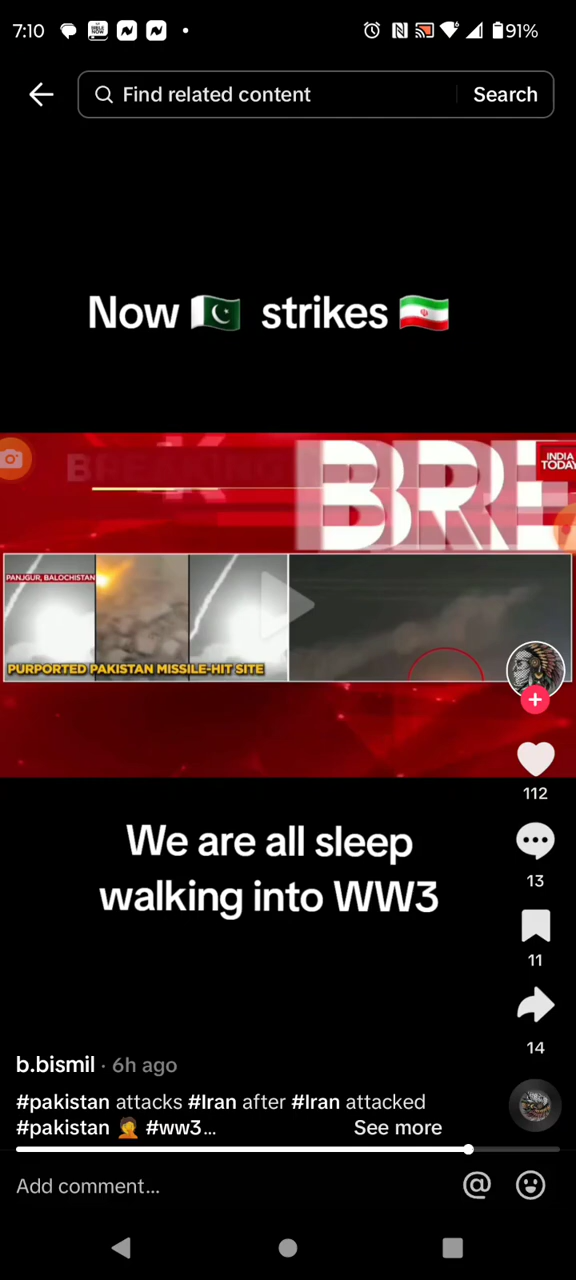 7:10
91%
Find related content
Search
Now 🇵🇰 strikes 🇮🇷
BREAKING
BRE
INDIA
TODAY
PANJGUR, BALOCHISTAN
PURPORTED PAKISTAN MISSILE-HIT SITE
112
We are all sleep
walking into WW3
13
11
14
b.bismil · 6h ago
#pakistan attacks #Iran after #Iran attacked
#pakistan 🤦 #ww3...
See more
Add comment...